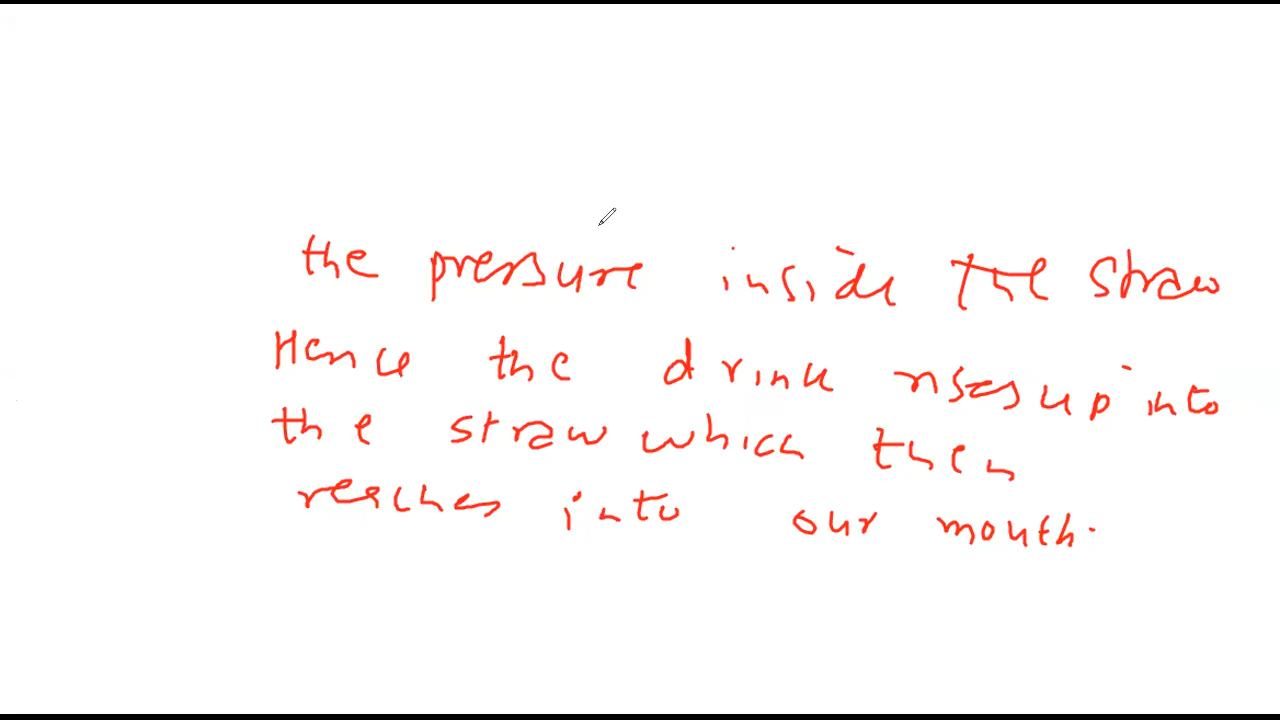 the pressure inside the straw
Hence the drink rises up into
the straw which then
reaches into our mouth.